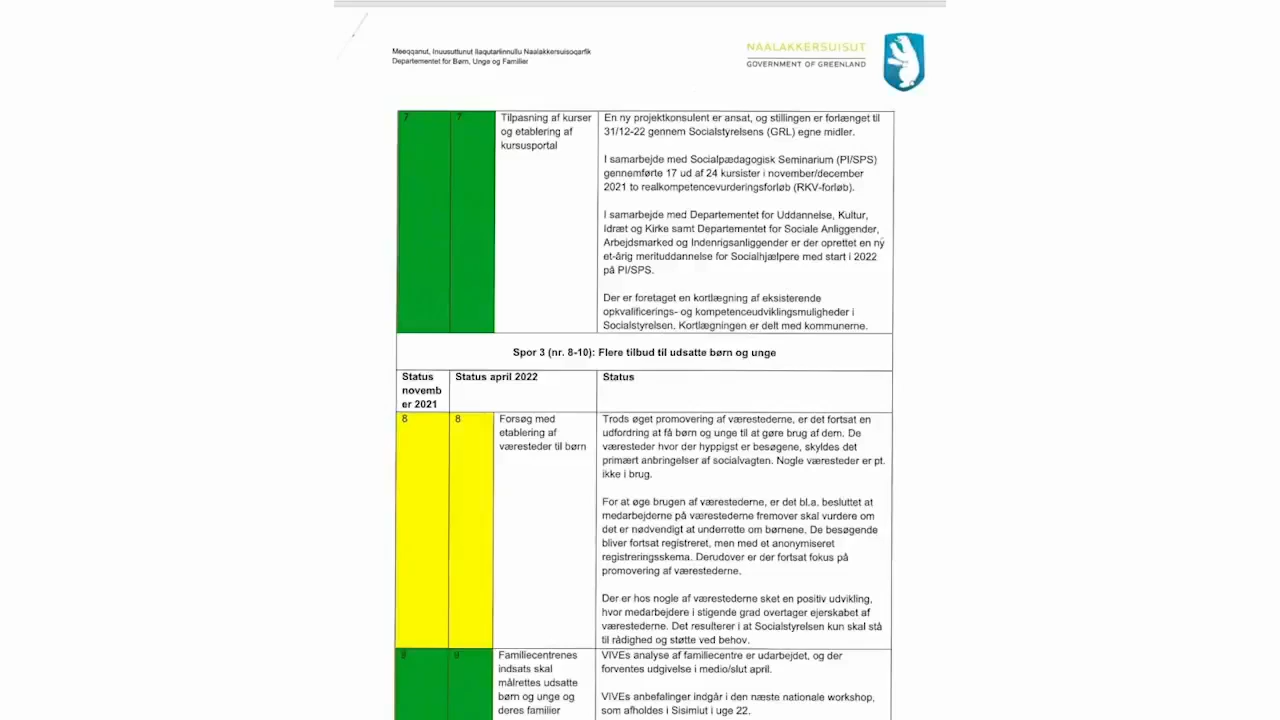 Meeqqanut, Inuusuttunut Ilaqutariinnullu Naalakkersuisoqarfik
Departementet for Børn, Unge og Familier
NAALAKKERSUISUT
GOVERNMENT OF GREENLAND
7
7
Tilpasning af kurser
og etablering af
kursusportal
En ny projektkonsulent er ansat, og stillingen er forlænget til
31/12-22 gennem Socialstyrelsens (GRL) egne midler.
I samarbejde med Socialpædagogisk Seminarium (PI/SPS)
gennemførte 17 ud af 24 kursister i november/december
2021 to realkompetencevurderingsforløb (RKV-forløb).
I samarbejde med Departementet for Uddannelse, Kultur,
Idræt og Kirke samt Departementet for Sociale Anliggender,
Arbejdsmarked og Indenrigsanliggender er der oprettet en ny
et-årig merituddannelse for Socialhjælpere med start i 2022
på PI/SPS.
Der er foretaget en kortlægning af eksisterende
opkvalificerings- og kompetenceudviklingsmuligheder i
Socialstyrelsen. Kortlægningen er delt med kommunerne.
Spor 3 (nr. 8-10): Flere tilbud til udsatte børn og unge
Status
novemb
er 2021
Status april 2022
Status
8
8
Forsøg med
etablering af
væresteder til børn
Trods øget promovering af værestederne, er det fortsat en
udfordring at få børn og unge til at gøre brug af dem. De
væresteder hvor der hyppigst er besøgene, skyldes det
primært anbringelser af socialvagten. Nogle væresteder er pt.
ikke i brug.
For at øge brugen af værestederne, er det bl.a. besluttet at
medarbejderne på værestederne fremover skal vurdere om
det er nødvendigt at underrette om børnene. De besøgende
bliver fortsat registreret, men med et anonymiseret
registreringsskema. Derudover er der fortsat fokus på
promovering af værestederne.
Der er hos nogle af værestederne sket en positiv udvikling,
hvor medarbejdere i stigende grad overtager ejerskabet af
værestederne. Det resulterer i at Socialstyrelsen kun skal stå
til rådighed og støtte ved behov.
9
Familiecentrenes
indsats skal
målrettes udsatte
børn og unge og
deres familier
VIVEs analyse af familiecentre er udarbejdet, og der
forventes udgivelse i medio/slut april.
VIVEs anbefalinger indgår i den næste nationale workshop,
som afholdes i Sisimiut i uge 22.